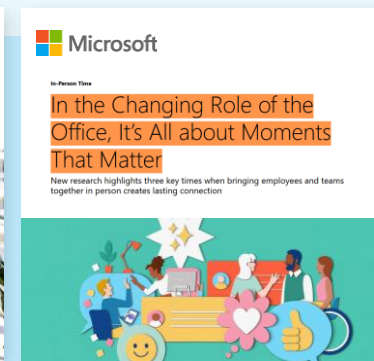 Microsoft
In-Person Time
In the Changing Role of the
Office, It's All about Moments
That Matter
New research highlights three key times when bringing employees and teams
together in person creates lasting connection